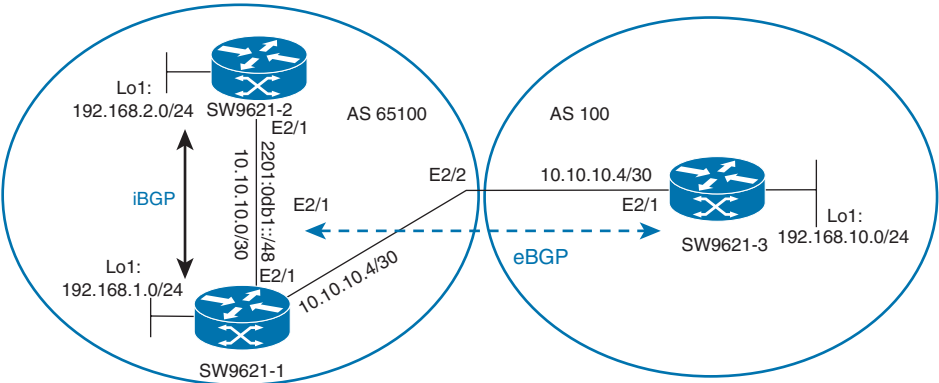 Lo1:
192.168.2.0/24
SW9621-2
E2/1
AS 65100
AS 100
2201:0db1::/48
10.10.10.0/30
iBGP
E2/1
E2/2
10.10.10.4/30
E2/1
SW9621-3
Lo1:
192.168.10.0/24
eBGP
Lo1:
192.168.1.0/24
E2/1
10.10.10.4/30
SW9621-1